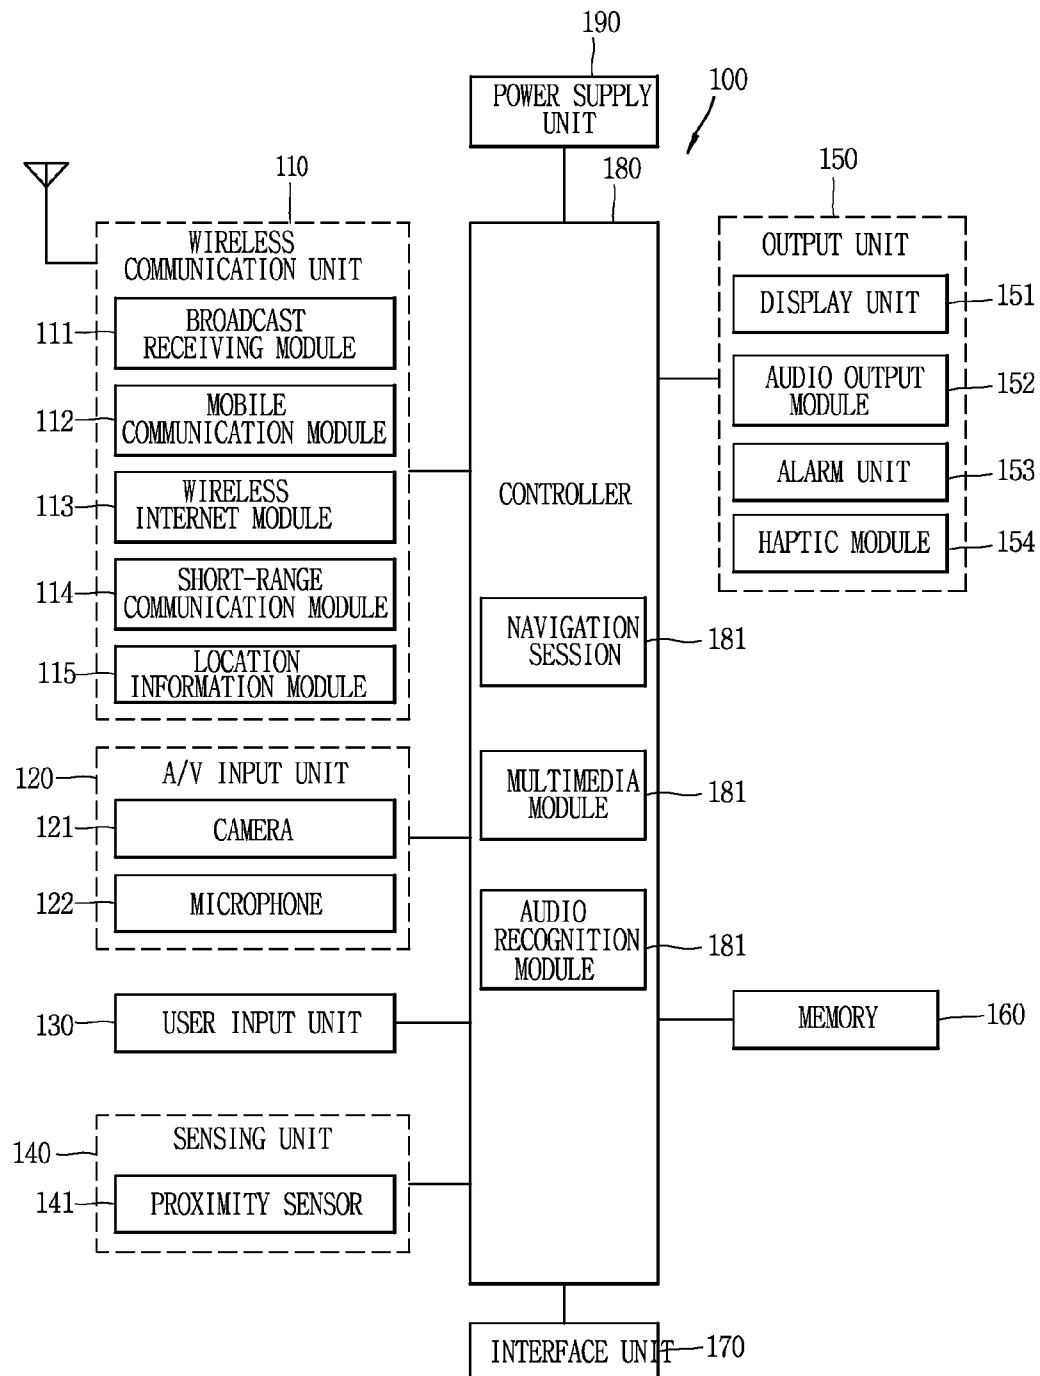 190
POWER SUPPLY
UNIT
100
110
180
150
WIRELESS
COMMUNICATION UNIT
111
BROADCAST
RECEIVING MODULE
112
MOBILE
COMMUNICATION MODULE
113
WIRELESS
INTERNET MODULE
114
SHORT-RANGE
COMMUNICATION MODULE
115
LOCATION
INFORMATION MODULE
120
A/V INPUT UNIT
121
CAMERA
122
MICROPHONE
130
USER INPUT UNIT
140
SENSING UNIT
141
PROXIMITY SENSOR
CONTROLLER
NAVIGATION
SESSION
181
MULTIMEDIA
MODULE
181
AUDIO
RECOGNITION
MODULE
181
OUTPUT UNIT
DISPLAY UNIT
151
AUDIO OUTPUT
MODULE
152
ALARM UNIT
153
HAPTIC MODULE
154
MEMORY
160
INTERFACE UNIT
170